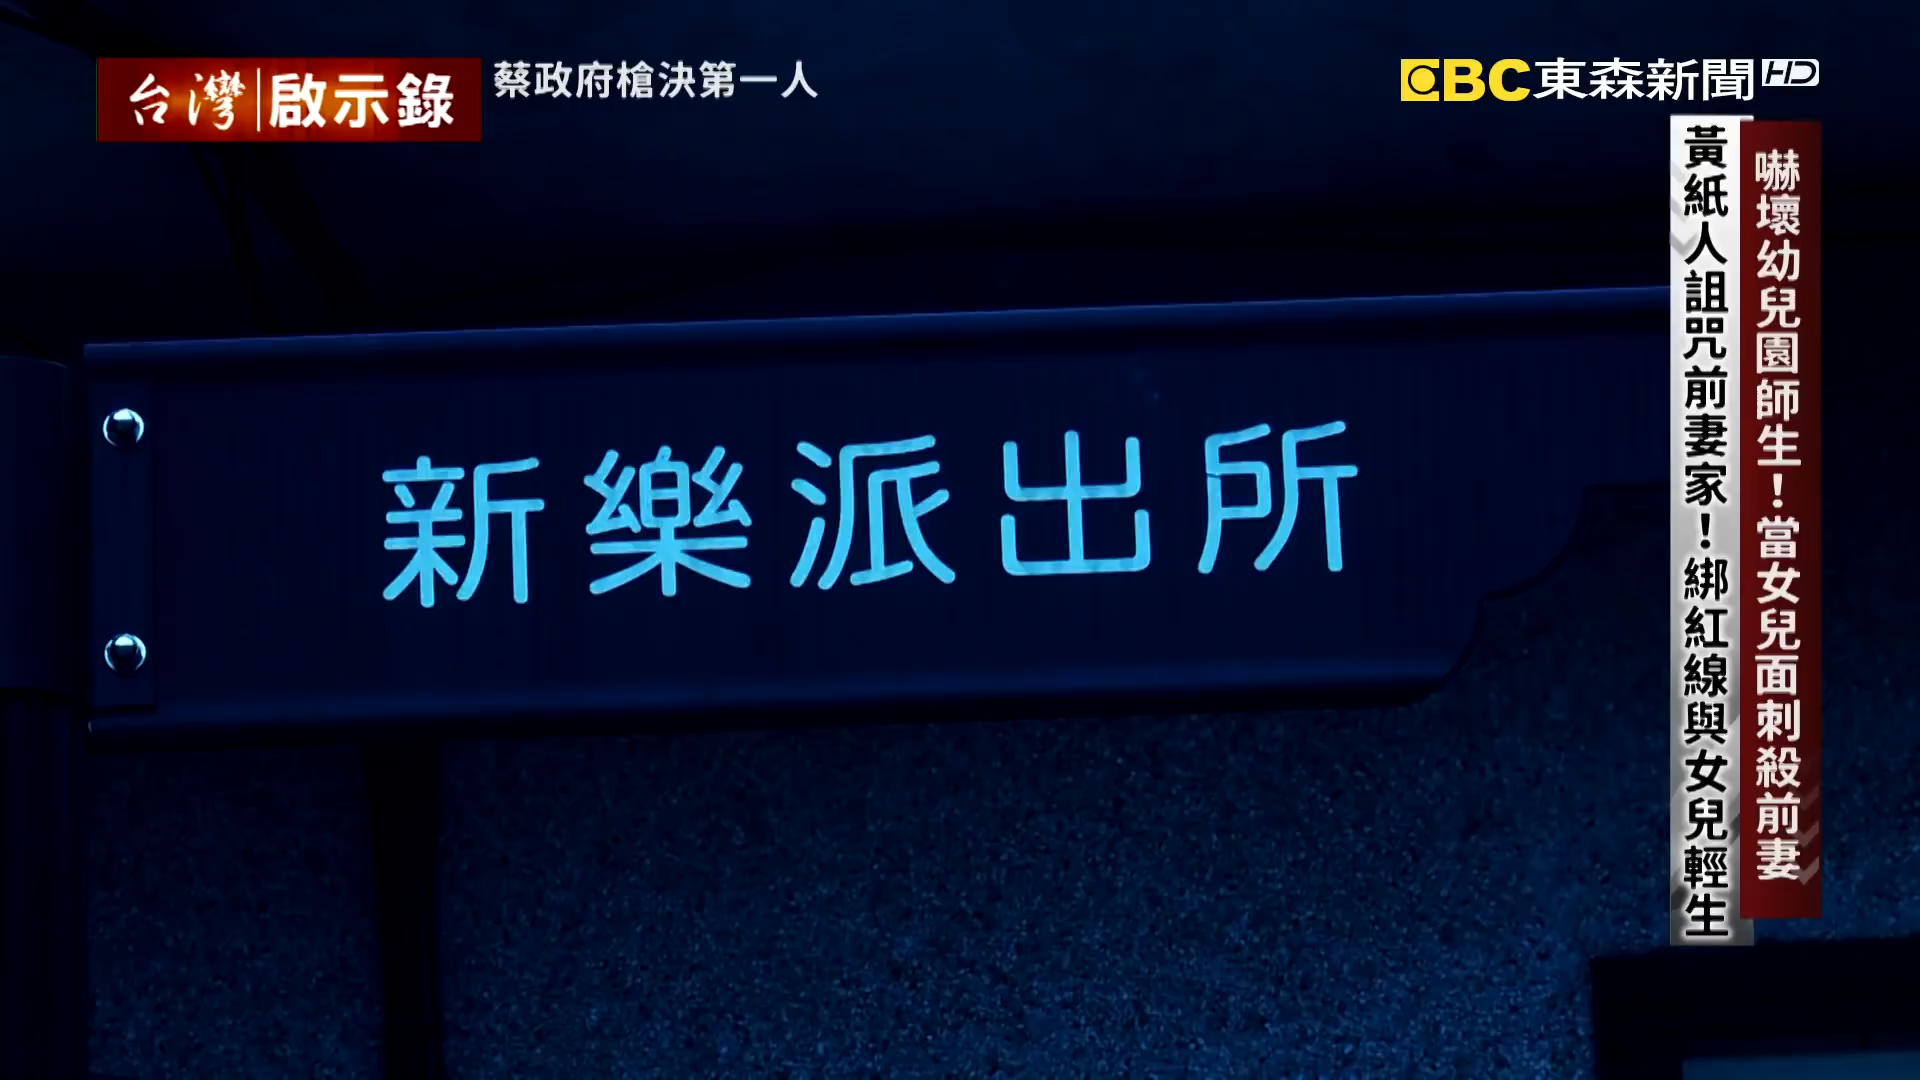 台灣啟示錄
蔡政府槍決第一人
EBC東森新聞HD
嚇壞幼兒園師生！當女兒面刺殺前妻
黃紙人詛咒前妻家！綁紅線與女兒輕生
新樂派出所